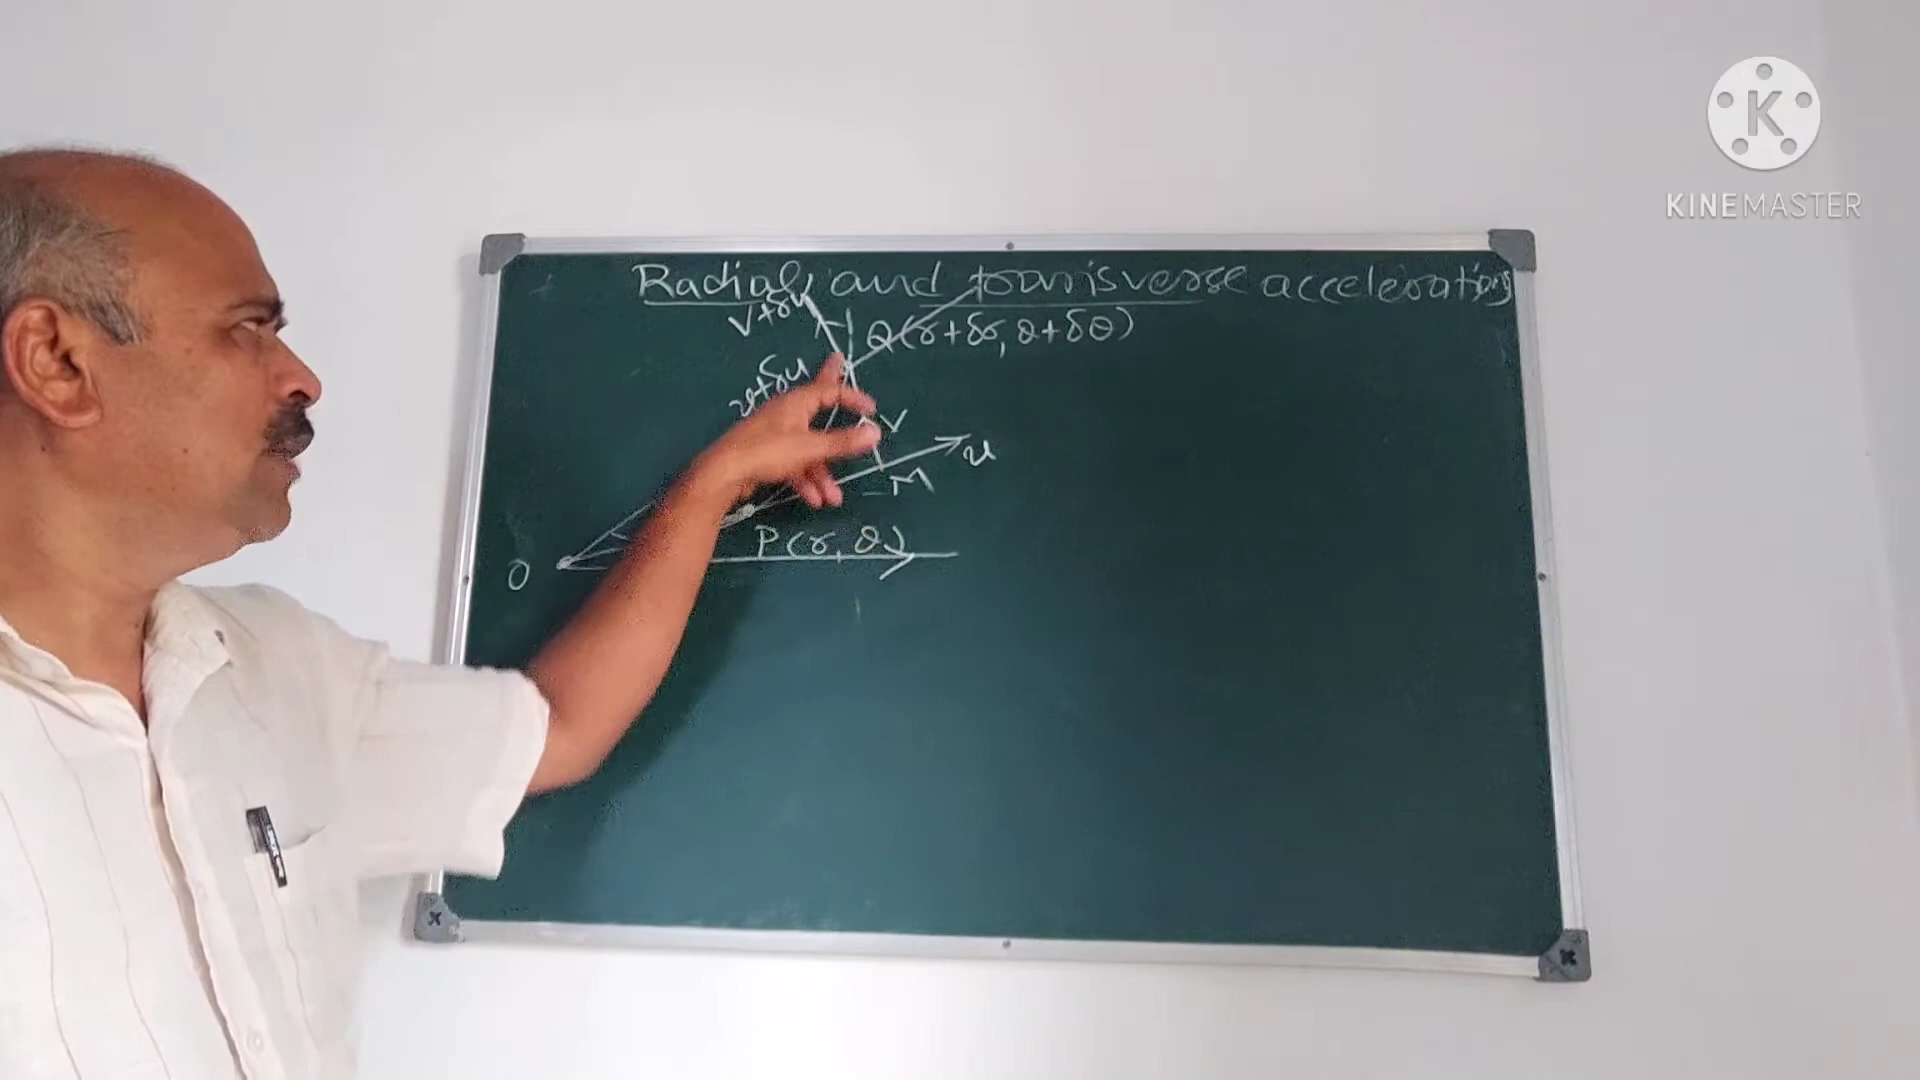 K
KINEMASTER
Radial and transverse accelerations
V+δv
Q(r+δr, θ+δθ)
u+δu
V
u
M
P(r, θ)
O